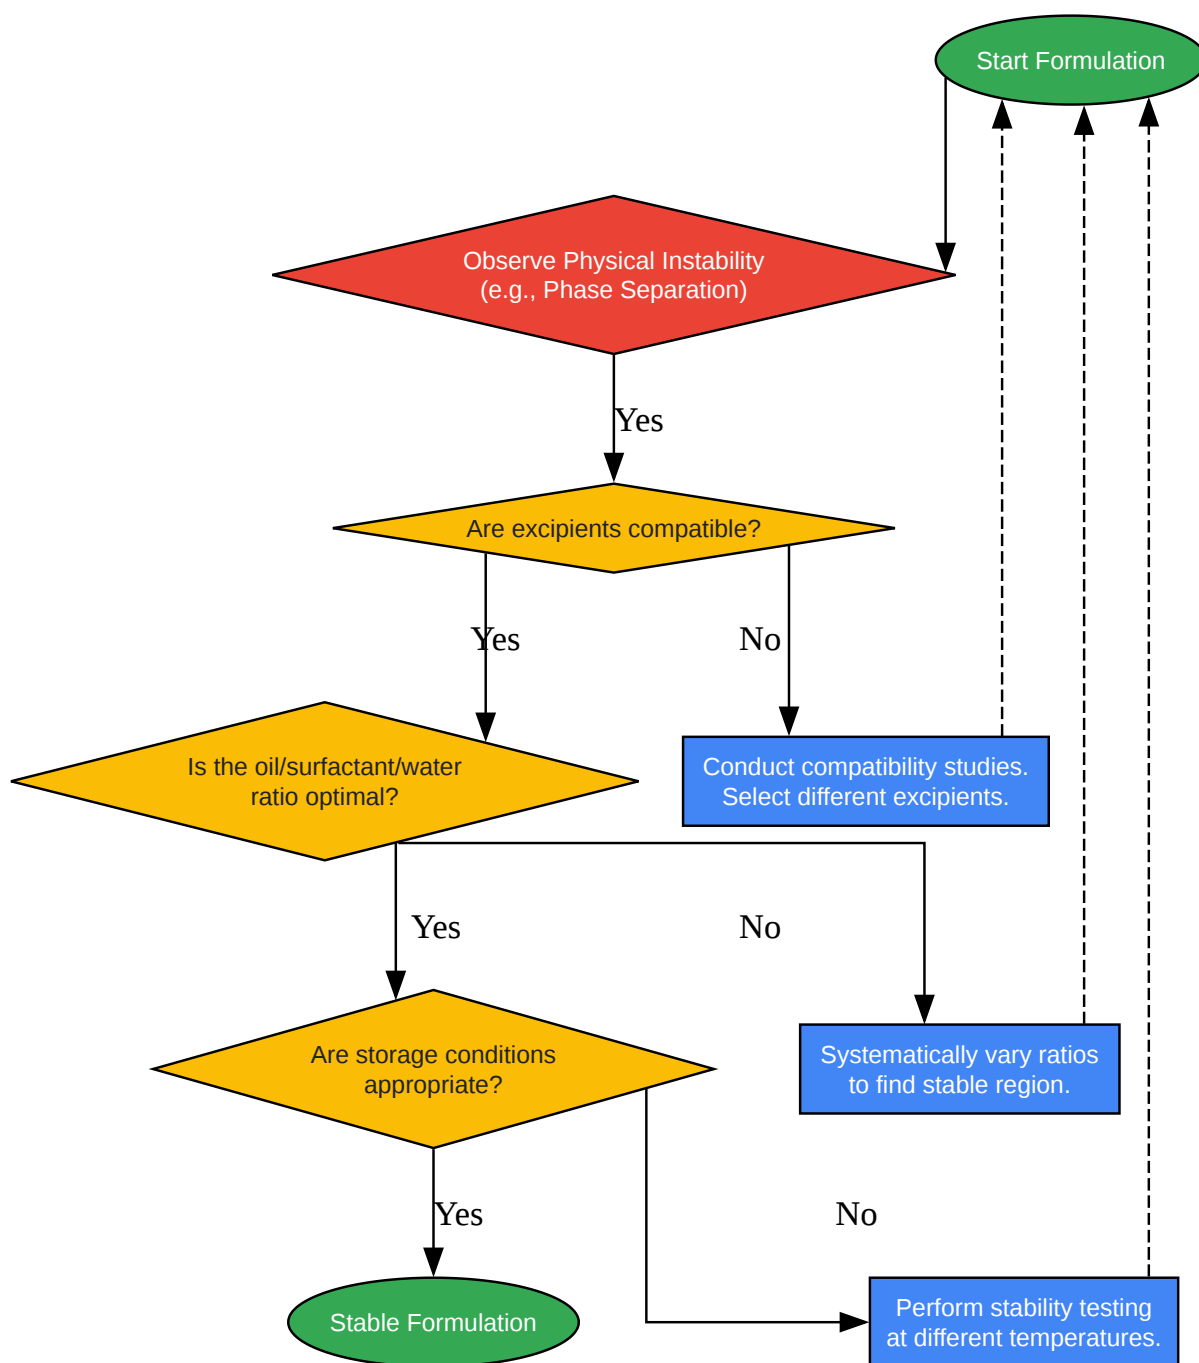 Start Formulation
Observe Physical Instability
(e.g., Phase Separation)
Yes
Are excipients compatible?
Yes
No
Is the oil/surfactant/water
ratio optimal?
Conduct compatibility studies.
Select different excipients.
Yes
No
Are storage conditions
appropriate?
Systematically vary ratios
to find stable region.
Yes
No
Stable Formulation
Perform stability testing
at different temperatures.